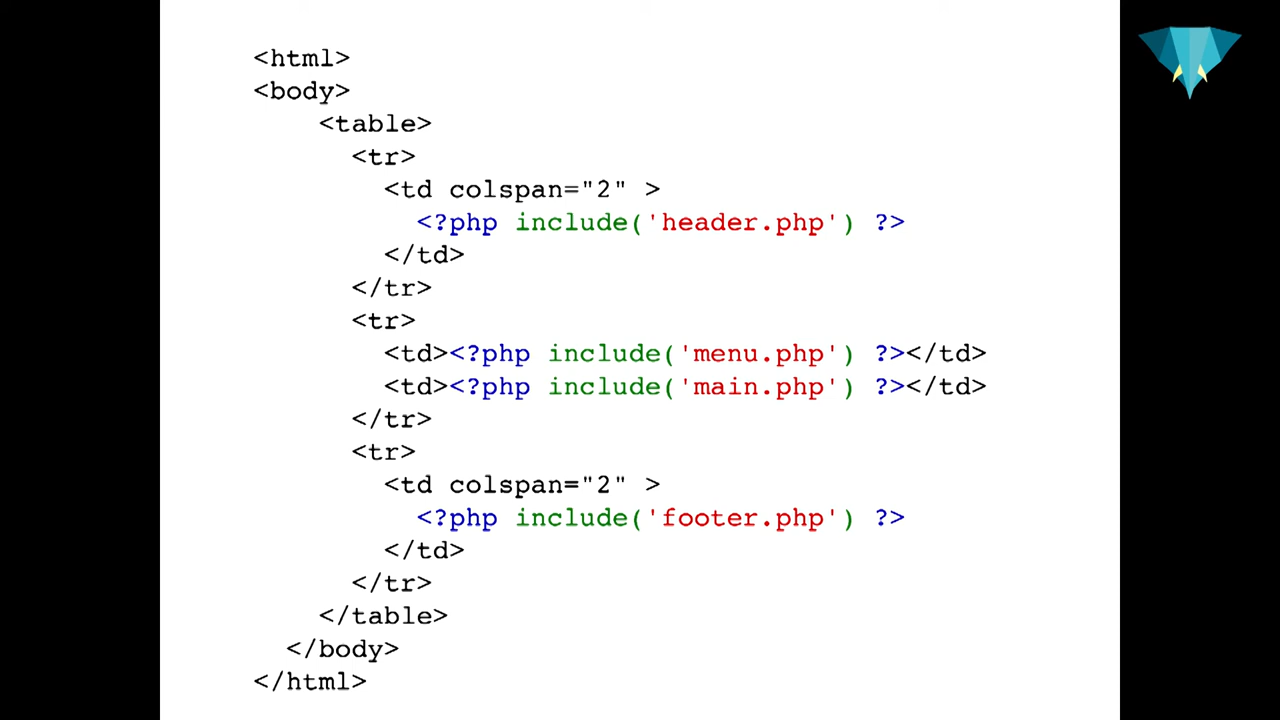 <html>
<body>
<table>
<tr>
<td colspan="2" >
<?php include('header.php') ?>
</td>
</tr>
<tr>
<td><?php include('menu.php') ?></td>
<td><?php include('main.php') ?></td>
</tr>
<tr>
<td colspan="2" >
<?php include('footer.php') ?>
</td>
</tr>
</table>
</body>
</html>